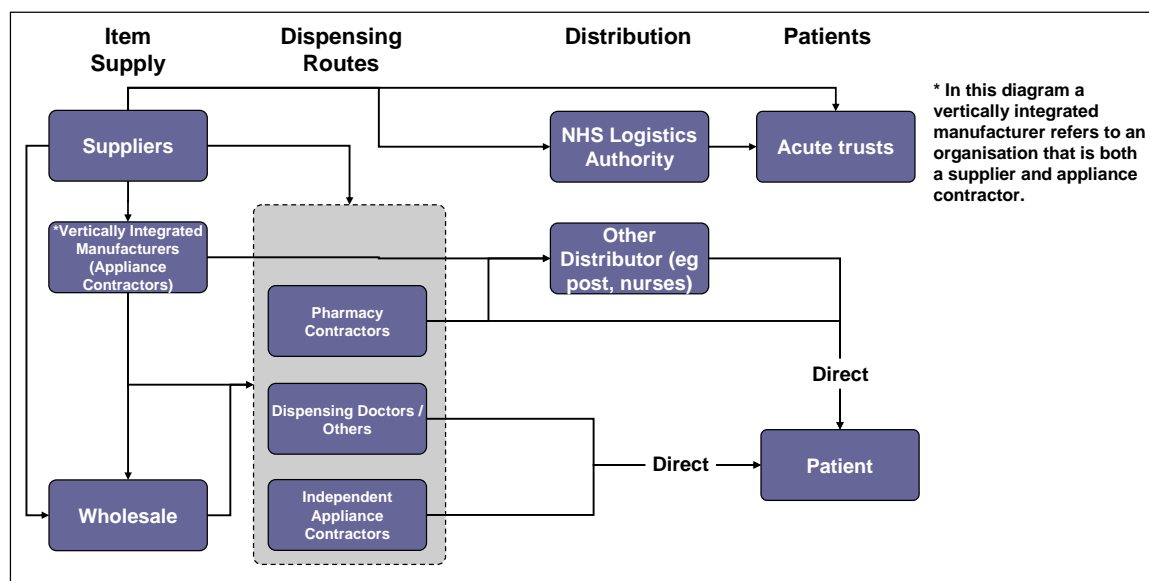 Item
Supply
Dispensing
Routes
Distribution
Patients
* In this diagram a
vertically integrated
manufacturer refers to an
organisation that is both
a supplier and appliance
contractor.
Suppliers
NHS Logistics
Authority
Acute trusts
*Vertically Integrated
Manufacturers
(Appliance
Contractors)
Other
Distributor (eg
post, nurses)
Pharmacy
Contractors
Direct
Dispensing Doctors /
Others
Direct
Patient
Wholesale
Independent
Appliance
Contractors